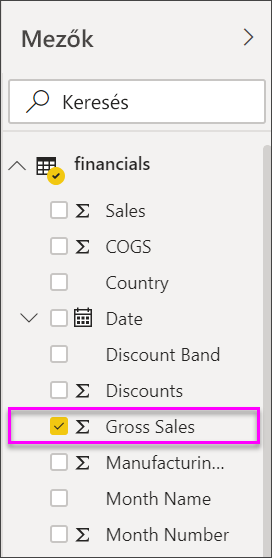 Mezők
Keresés
financials
Sales
COGS
Country
Date
Discount Band
Discounts
Gross Sales
Manufacturin...
Month Name
Month Number